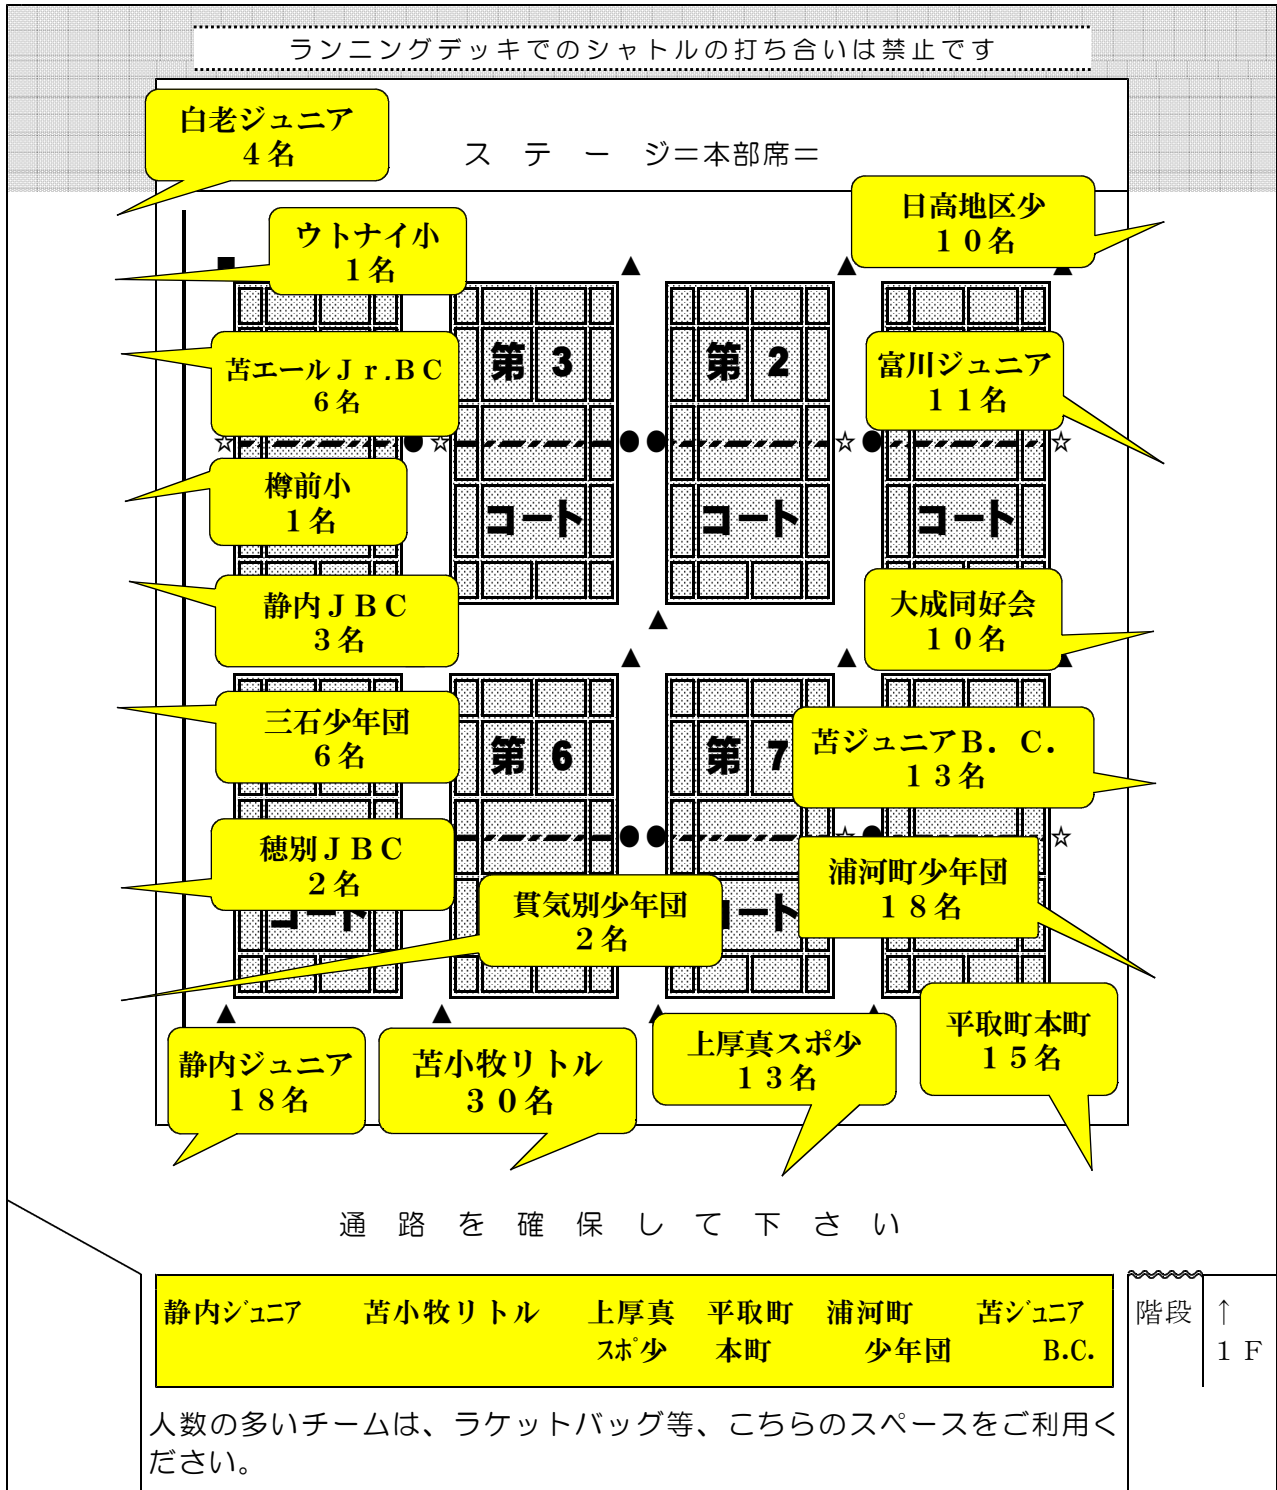 ランニングデッキでのシャトルの打ち合いは禁止です
白老ジュニア
４名
ステージ＝本部席＝
日高地区少
１０名
ウトナイ小
１名
苫エールＪｒ.ＢＣ
６名
第３
第２
富川ジュニア
１１名
樽前小
１名
コート
コート
コート
静内ＪＢＣ
３名
大成同好会
１０名
三石少年団
６名
第６
第７
苫ジュニアＢ．Ｃ．
１３名
穂別ＪＢＣ
２名
コート
貫気別少年団
２名
コート
浦河町少年団
１８名
静内ジュニア
１８名
苫小牧リトル
３０名
上厚真スポ少
１３名
平取町本町
１５名
通路を確保して下さい
静内ｼﾞｭﾆｱ 苫小牧リトル 上厚真 平取町 浦河町 苫ｼﾞｭﾆｱ
ｽﾎﾟ少 本町 少年団 B.C.
階段 ↑
１Ｆ
人数の多いチームは、ラケットバッグ等、こちらのスペースをご利用く
ださい。